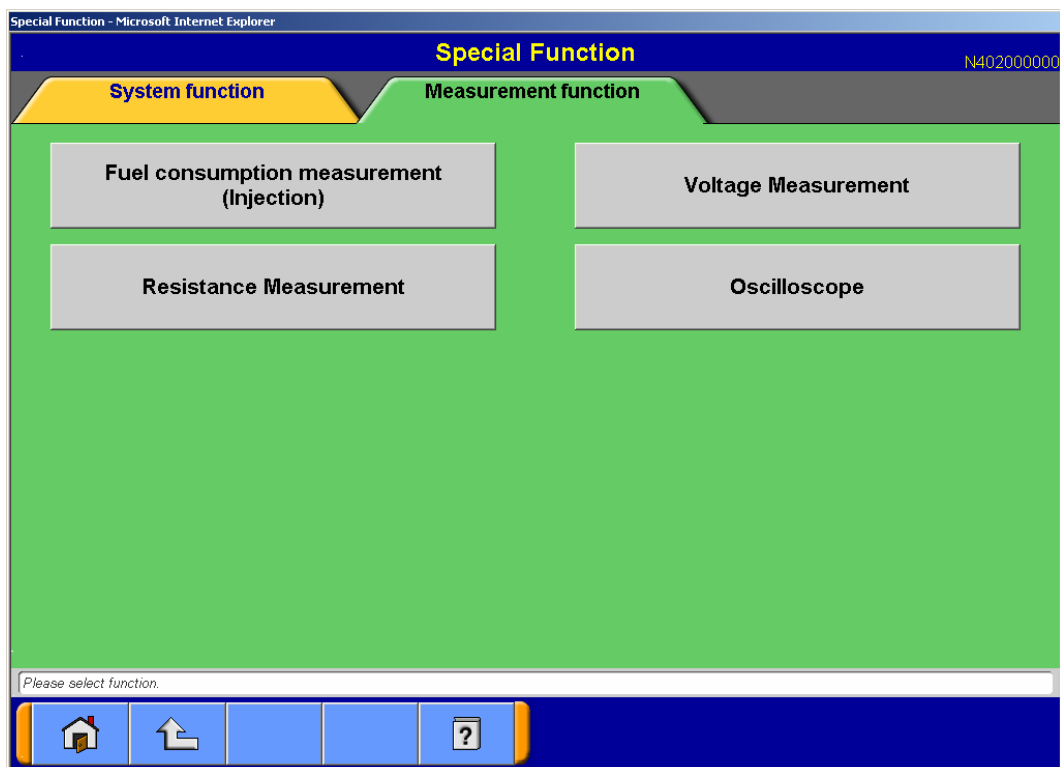 Special Function - Microsoft Internet Explorer
Special Function
N402000000
System function
Measurement function
Fuel consumption measurement
(Injection)
Voltage Measurement
Resistance Measurement
Oscilloscope
Please select function.
?